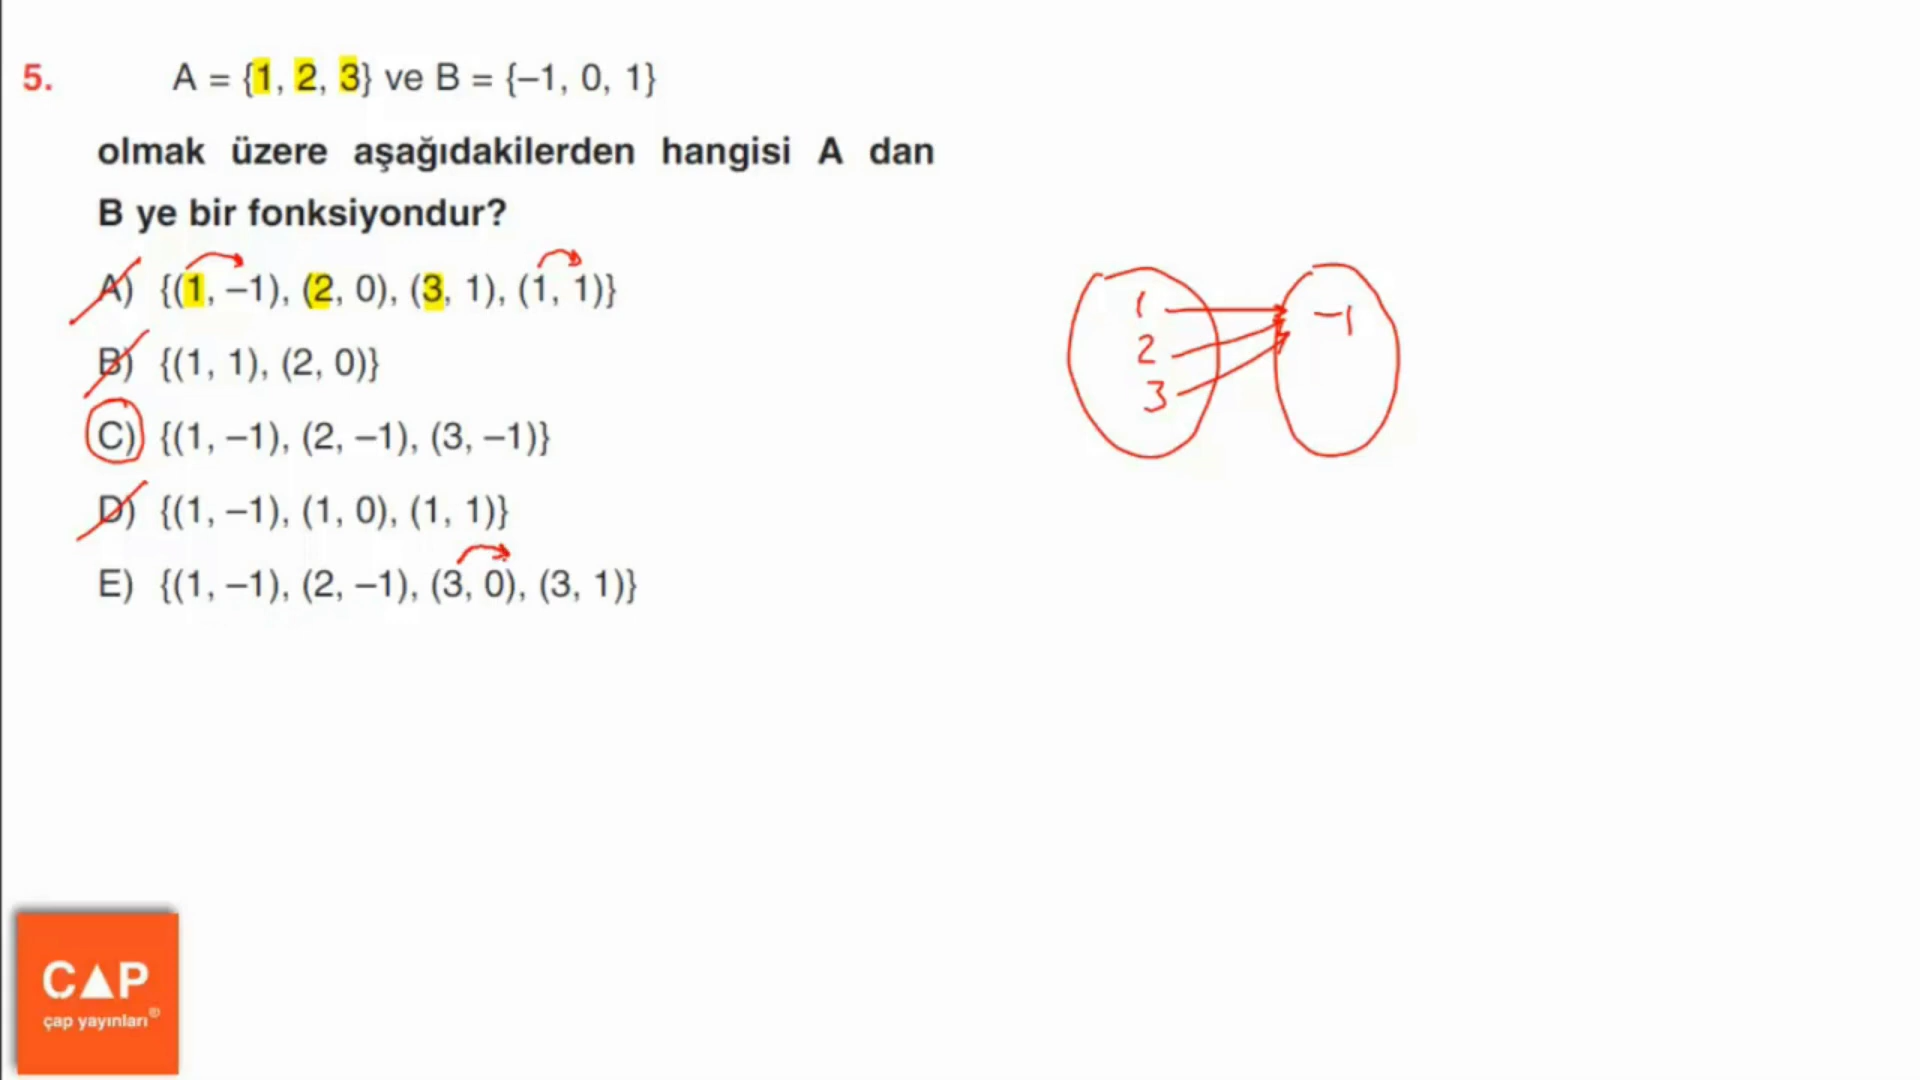 5. A = {1, 2, 3} ve B = {–1, 0, 1}
olmak üzere aşağıdakilerden hangisi A dan
B ye bir fonksiyondur?
A) {(1, –1), (2, 0), (3, 1), (1, 1)}
B) {(1, 1), (2, 0)}
C) {(1, –1), (2, –1), (3, –1)}
D) {(1, –1), (1, 0), (1, 1)}
E) {(1, –1), (2, –1), (3, 0), (3, 1)}
1
2
3
–1
CAP
çap yayınları®